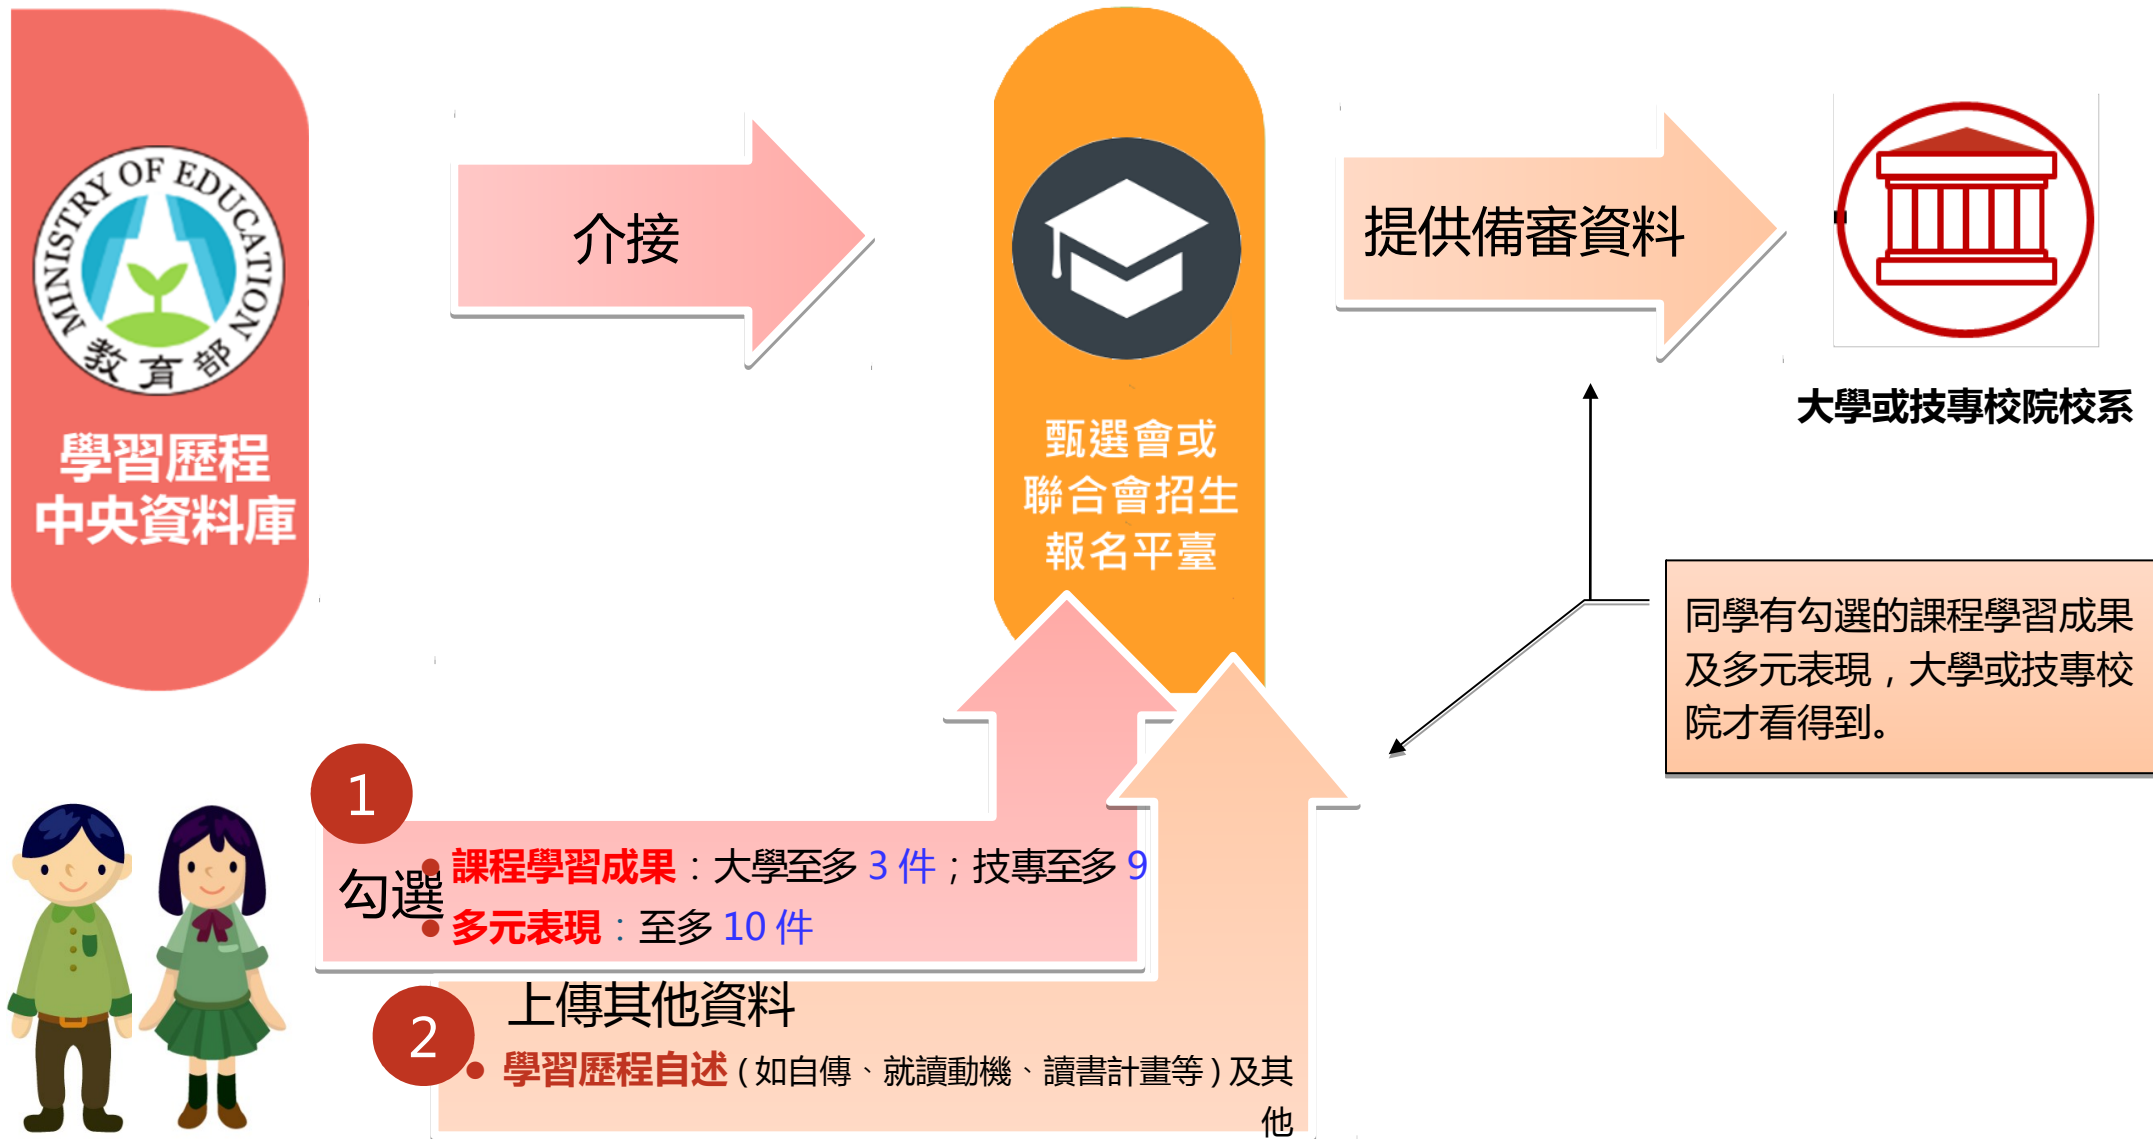 MINISTRY OF EDUCATION
教育部
學習歷程
中央資料庫
介接
甄選會或
聯合會招生
報名平臺
提供備審資料
大學或技專校院校系
同學有勾選的課程學習成果
及多元表現，大學或技專校
院才看得到。
1
勾選
• 課程學習成果：大學至多 3 件；技專至多 9
• 多元表現：至多 10 件
2
上傳其他資料
• 學習歷程自述（如自傳、就讀動機、讀書計畫等）及其
他